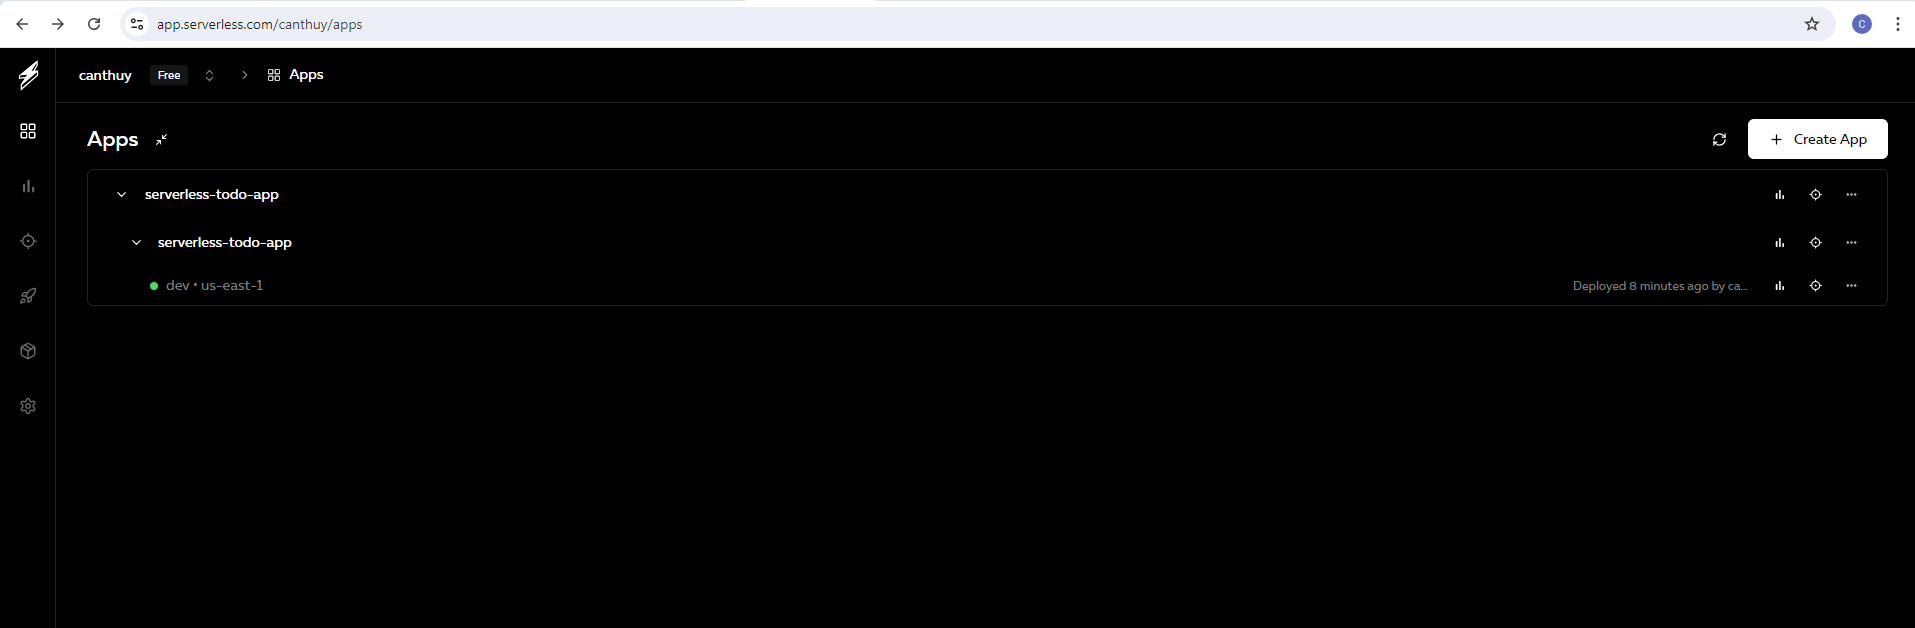 app.serverless.com/canthuy/apps
C
canthuy Free Apps
Apps
Create App
serverless-todo-app
serverless-todo-app
dev • us-east-1 Deployed 8 minutes ago by ca...